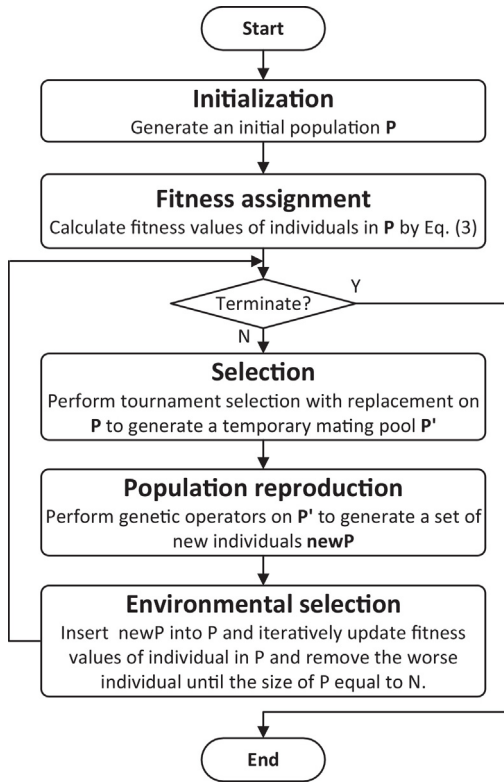 Start
Initialization
Generate an initial population P
Fitness assignment
Calculate fitness values of individuals in P by Eq. (3)
Y
Terminate?
N
Selection
Perform tournament selection with replacement on
P to generate a temporary mating pool P'
Population reproduction
Perform genetic operators on P' to generate a set of
new individuals newP
Environmental selection
Insert newP into P and iteratively update fitness
values of individual in P and remove the worse
individual until the size of P equal to N.
End